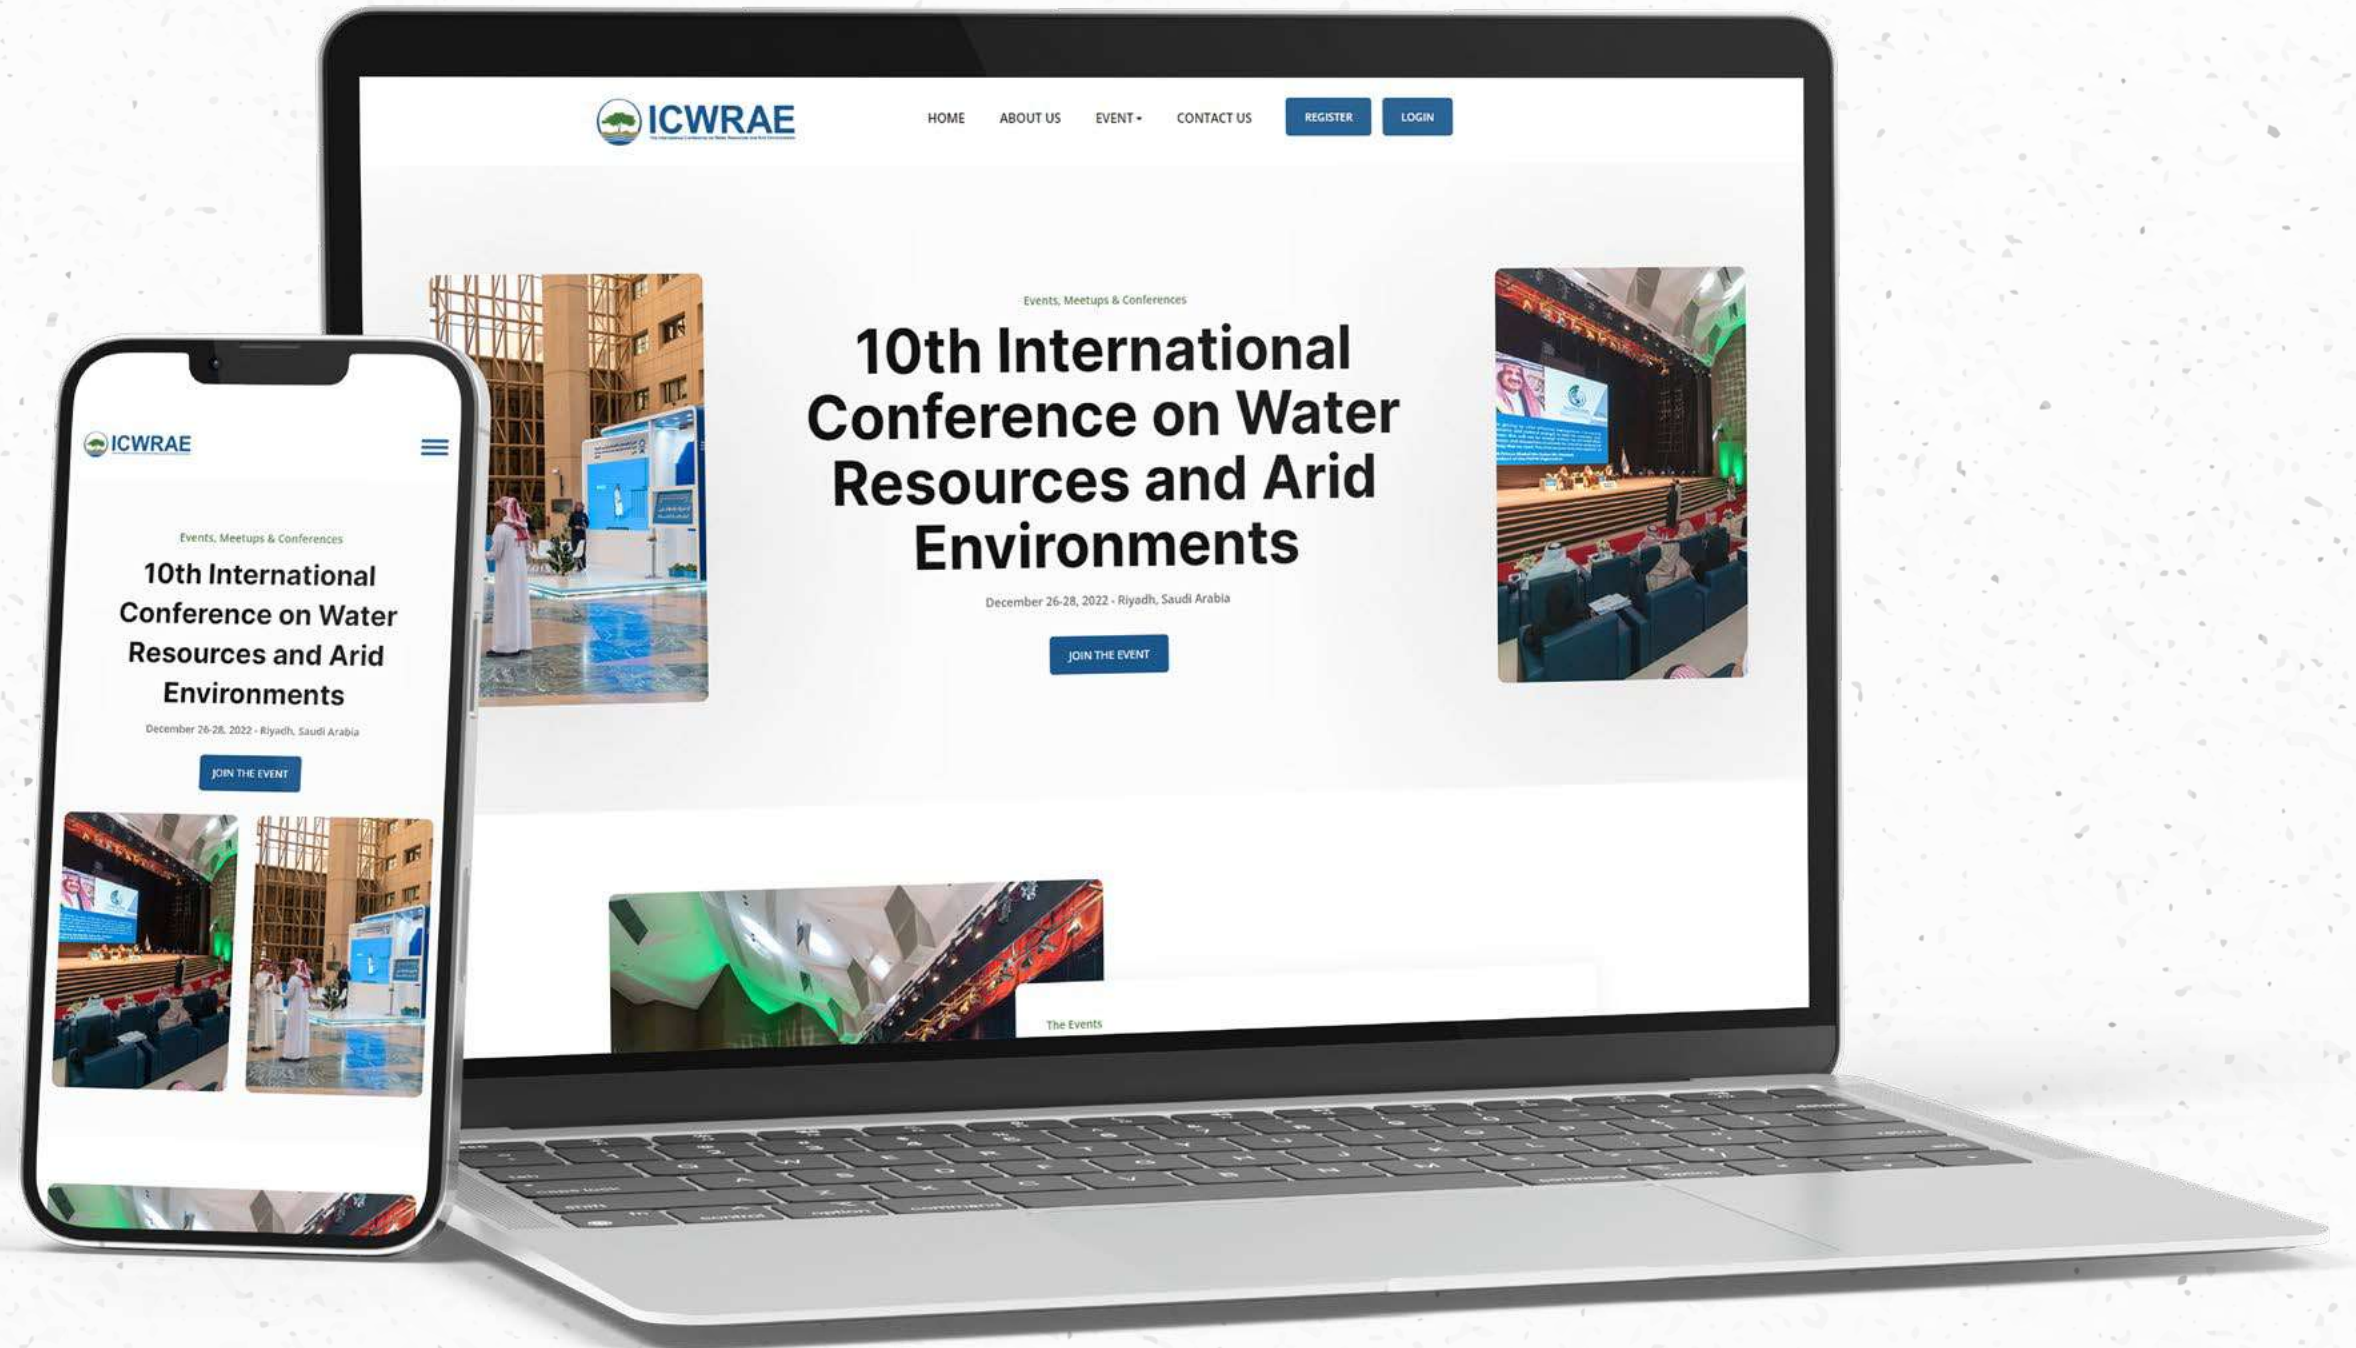 ICWRAE
HOME ABOUT US EVENT CONTACT US REGISTER LOGIN
Events, Meetups & Conferences
10th International
Conference on Water
Resources and Arid
Environments
December 26-28, 2022 - Riyadh, Saudi Arabia
JOIN THE EVENT
The Events
ICWRAE
Events, Meetups & Conferences
10th International
Conference on Water
Resources and Arid
Environments
December 26-28, 2022 - Riyadh, Saudi Arabia
JOIN THE EVENT